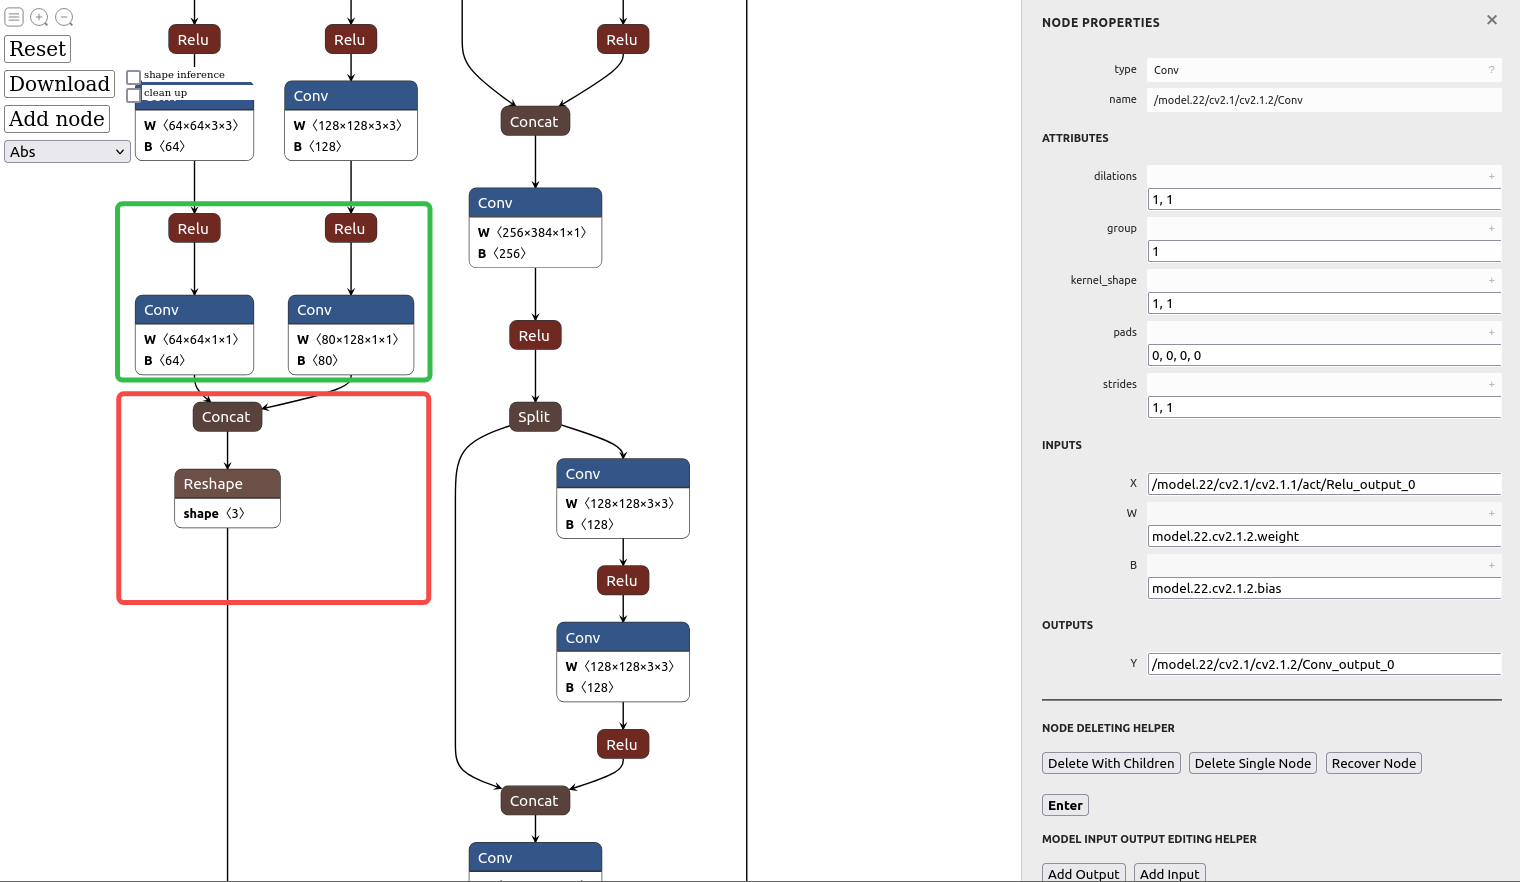 Reset
Download
Add node
Abs
shape inference
clean up
Relu
Relu
Relu
Conv
W〈64×64×3×3〉
B〈64〉
Conv
W〈128×128×3×3〉
B〈128〉
Concat
Relu
Relu
Conv
W〈256×384×1×1〉
B〈256〉
Conv
W〈64×64×1×1〉
B〈64〉
Conv
W〈80×128×1×1〉
B〈80〉
Relu
Concat
Split
Reshape
shape〈3〉
Conv
W〈128×128×3×3〉
B〈128〉
Relu
Conv
W〈128×128×3×3〉
B〈128〉
Relu
Concat
Conv
NODE PROPERTIES
type Conv ?
name /model.22/cv2.1/cv2.1.2/Conv
ATTRIBUTES
dilations +
1, 1
group +
1
kernel_shape +
1, 1
pads +
0, 0, 0, 0
strides +
1, 1
INPUTS
X /model.22/cv2.1/cv2.1.1/act/Relu_output_0
W +
model.22.cv2.1.2.weight
B +
model.22.cv2.1.2.bias
OUTPUTS
Y /model.22/cv2.1/cv2.1.2/Conv_output_0
NODE DELETING HELPER
Delete With Children Delete Single Node Recover Node
Enter
MODEL INPUT OUTPUT EDITING HELPER
Add Output Add Input